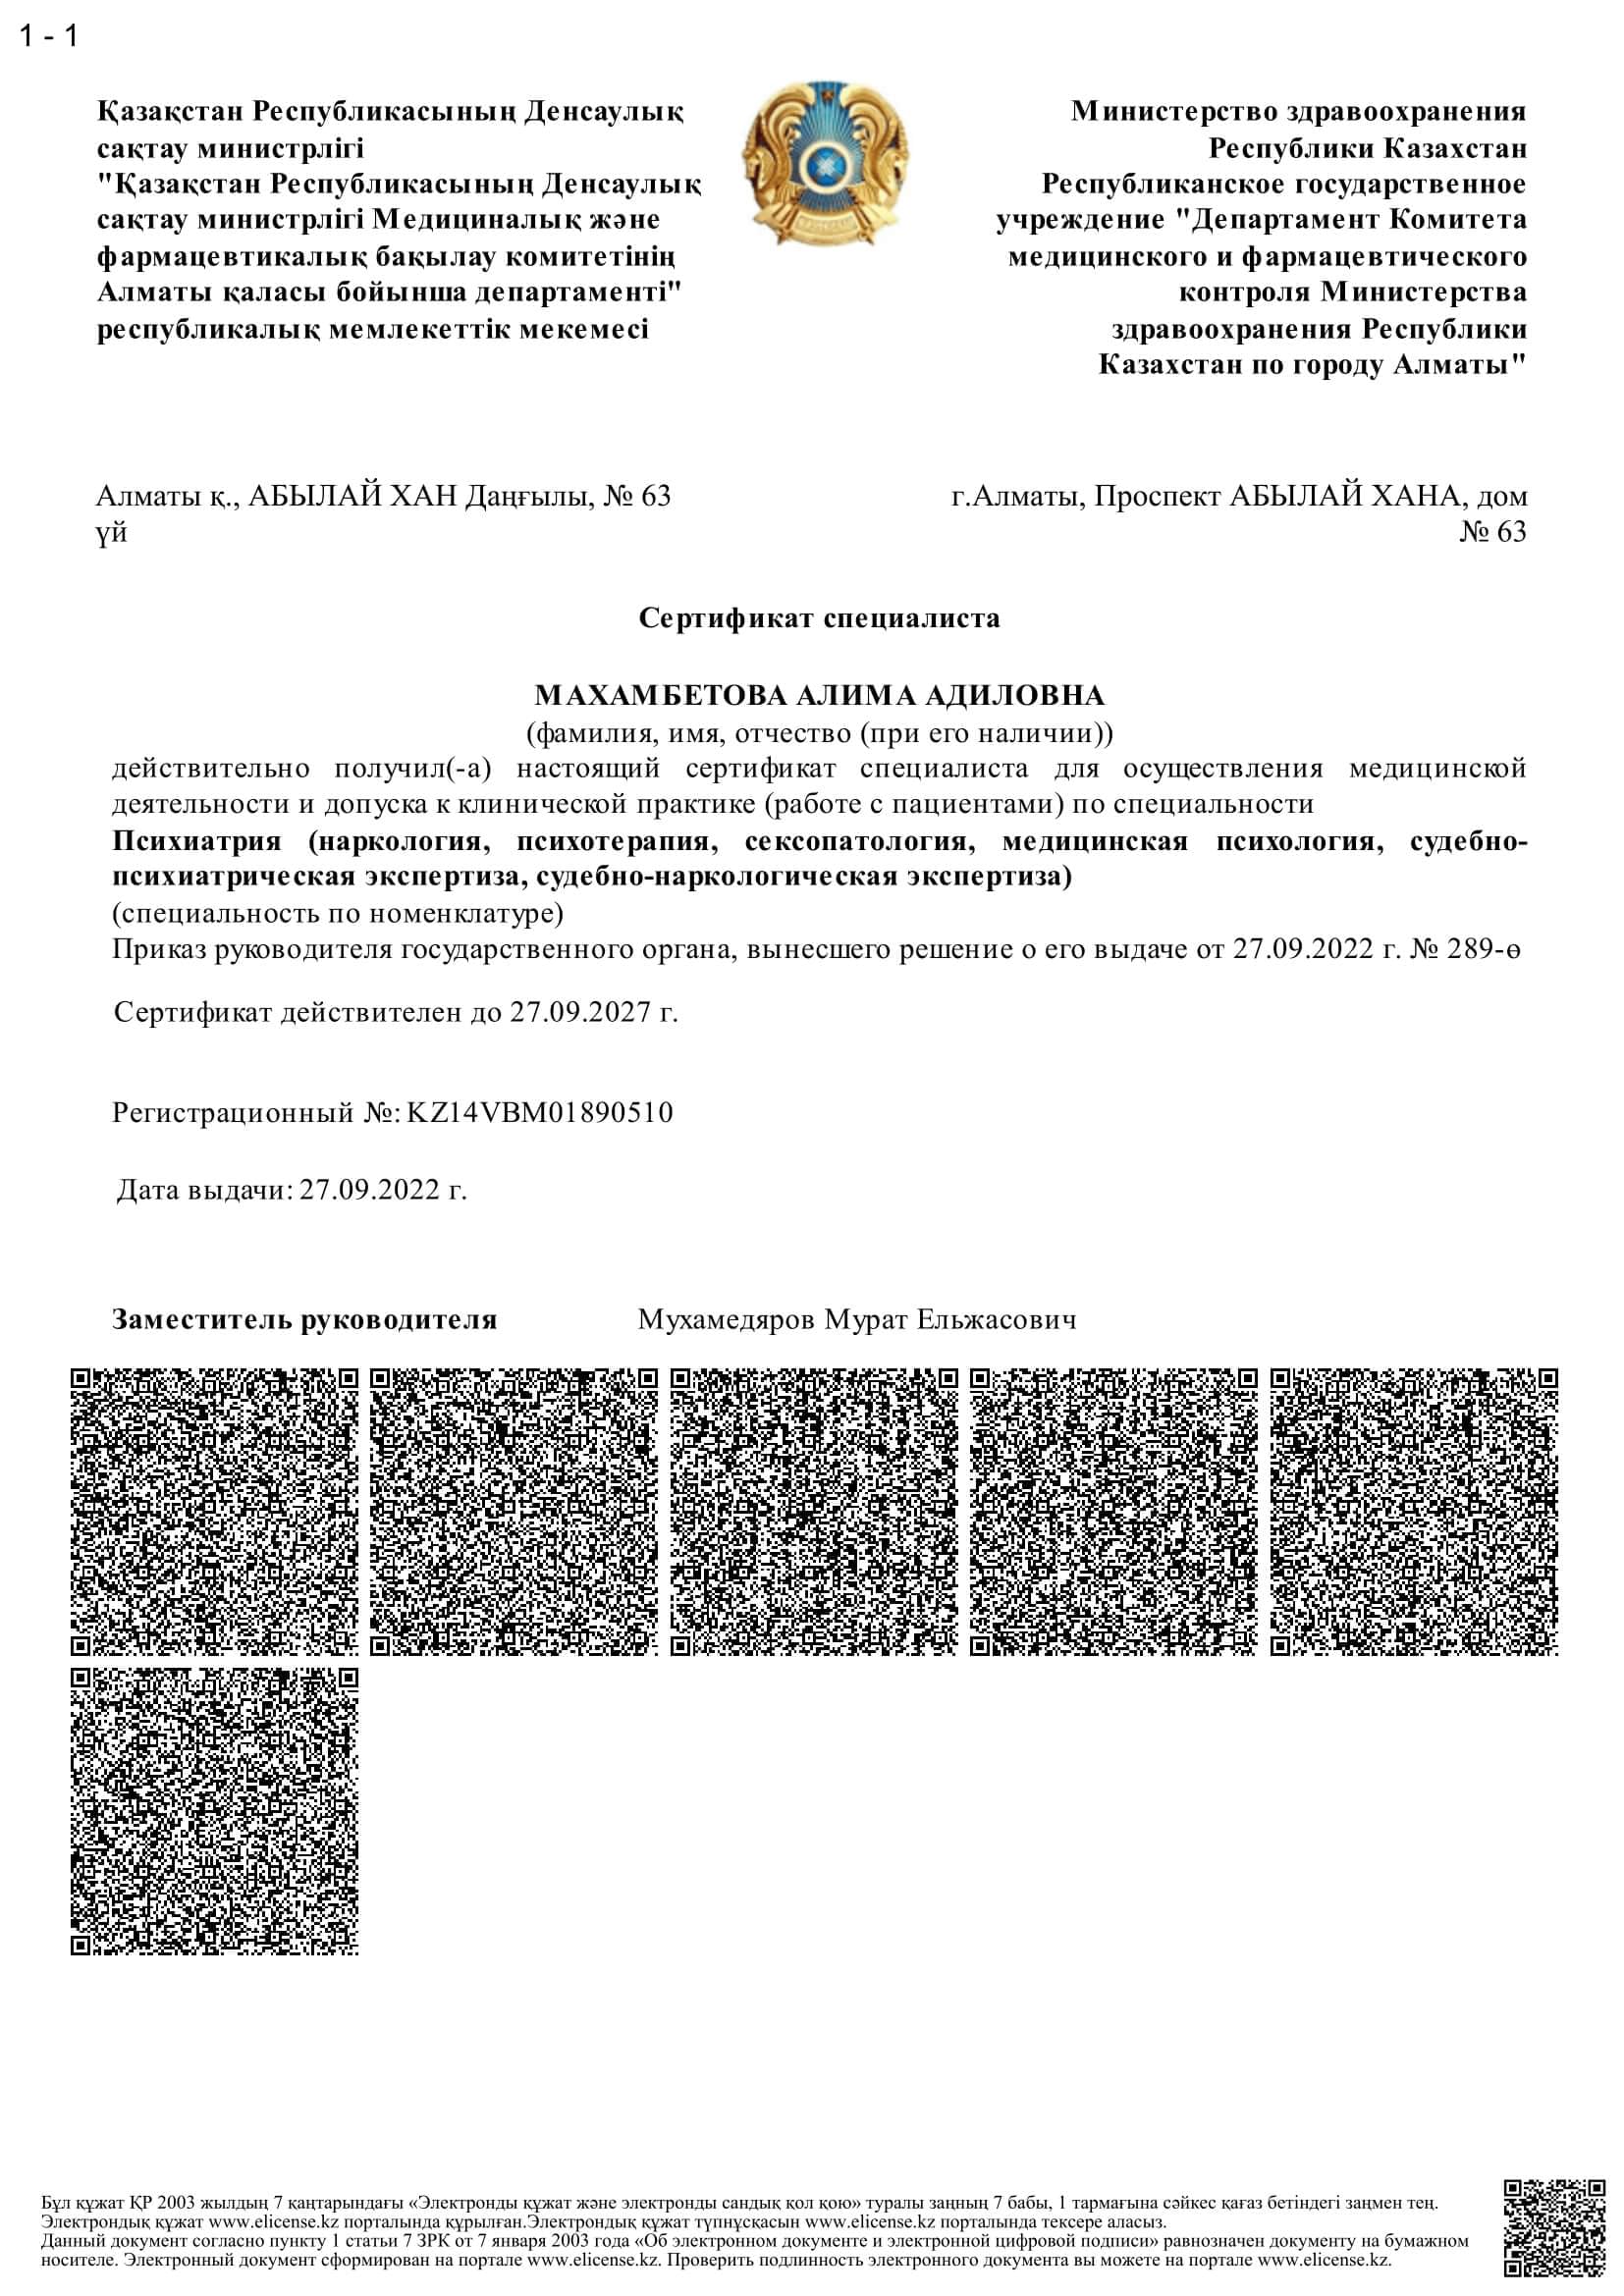 1 - 1
Қазақстан Республикасының Денсаулық
сақтау министрлігі
"Қазақстан Республикасының Денсаулық
сақтау министрлігі Медициналық және
фармацевтикалық бақылау комитетінің
Алматы қаласы бойынша департаменті"
республикалық мемлекеттік мекемесі
Министерство здравоохранения
Республики Казахстан
Республиканское государственное
учреждение "Департамент Комитета
медицинского и фармацевтического
контроля Министерства
здравоохранения Республики
Казахстан по городу Алматы"
Алматы қ., АБЫЛАЙ ХАН Даңғылы, № 63
үй
г.Алматы, Проспект АБЫЛАЙ ХАНА, дом
№ 63
Сертификат специалиста
МАХАМБЕТОВА АЛИМА АДИЛОВНА
(фамилия, имя, отчество (при его наличии))
действительно получил(-а) настоящий сертификат специалиста для осуществления медицинской
деятельности и допуска к клинической практике (работе с пациентами) по специальности
Психиатрия (наркология, психотерапия, сексопатология, медицинская психология, судебно-
психиатрическая экспертиза, судебно-наркологическая экспертиза)
(специальность по номенклатуре)
Приказ руководителя государственного органа, вынесшего решение о его выдаче от 27.09.2022 г. № 289-ө
Сертификат действителен до 27.09.2027 г.
Регистрационный №: KZ14VBM01890510
Дата выдачи: 27.09.2022 г.
Заместитель руководителя Мухамедяров Мурат Ельжасович
Бұл құжат ҚР 2003 жылдың 7 қаңтарындағы «Электронды құжат және электронды сандық қол қою» туралы заңның 7 бабы, 1 тармағына сәйкес қағаз бетіндегі заңмен тең.
Электрондық құжат www.elicense.kz порталында құрылған.Электрондық құжат түпнұсқасын www.elicense.kz порталында тексере аласыз.
Данный документ согласно пункту 1 статьи 7 ЗРК от 7 января 2003 года «Об электронном документе и электронной цифровой подписи» равнозначен документу на бумажном
носителе. Электронный документ сформирован на портале www.elicense.kz. Проверить подлинность электронного документа вы можете на портале www.elicense.kz.